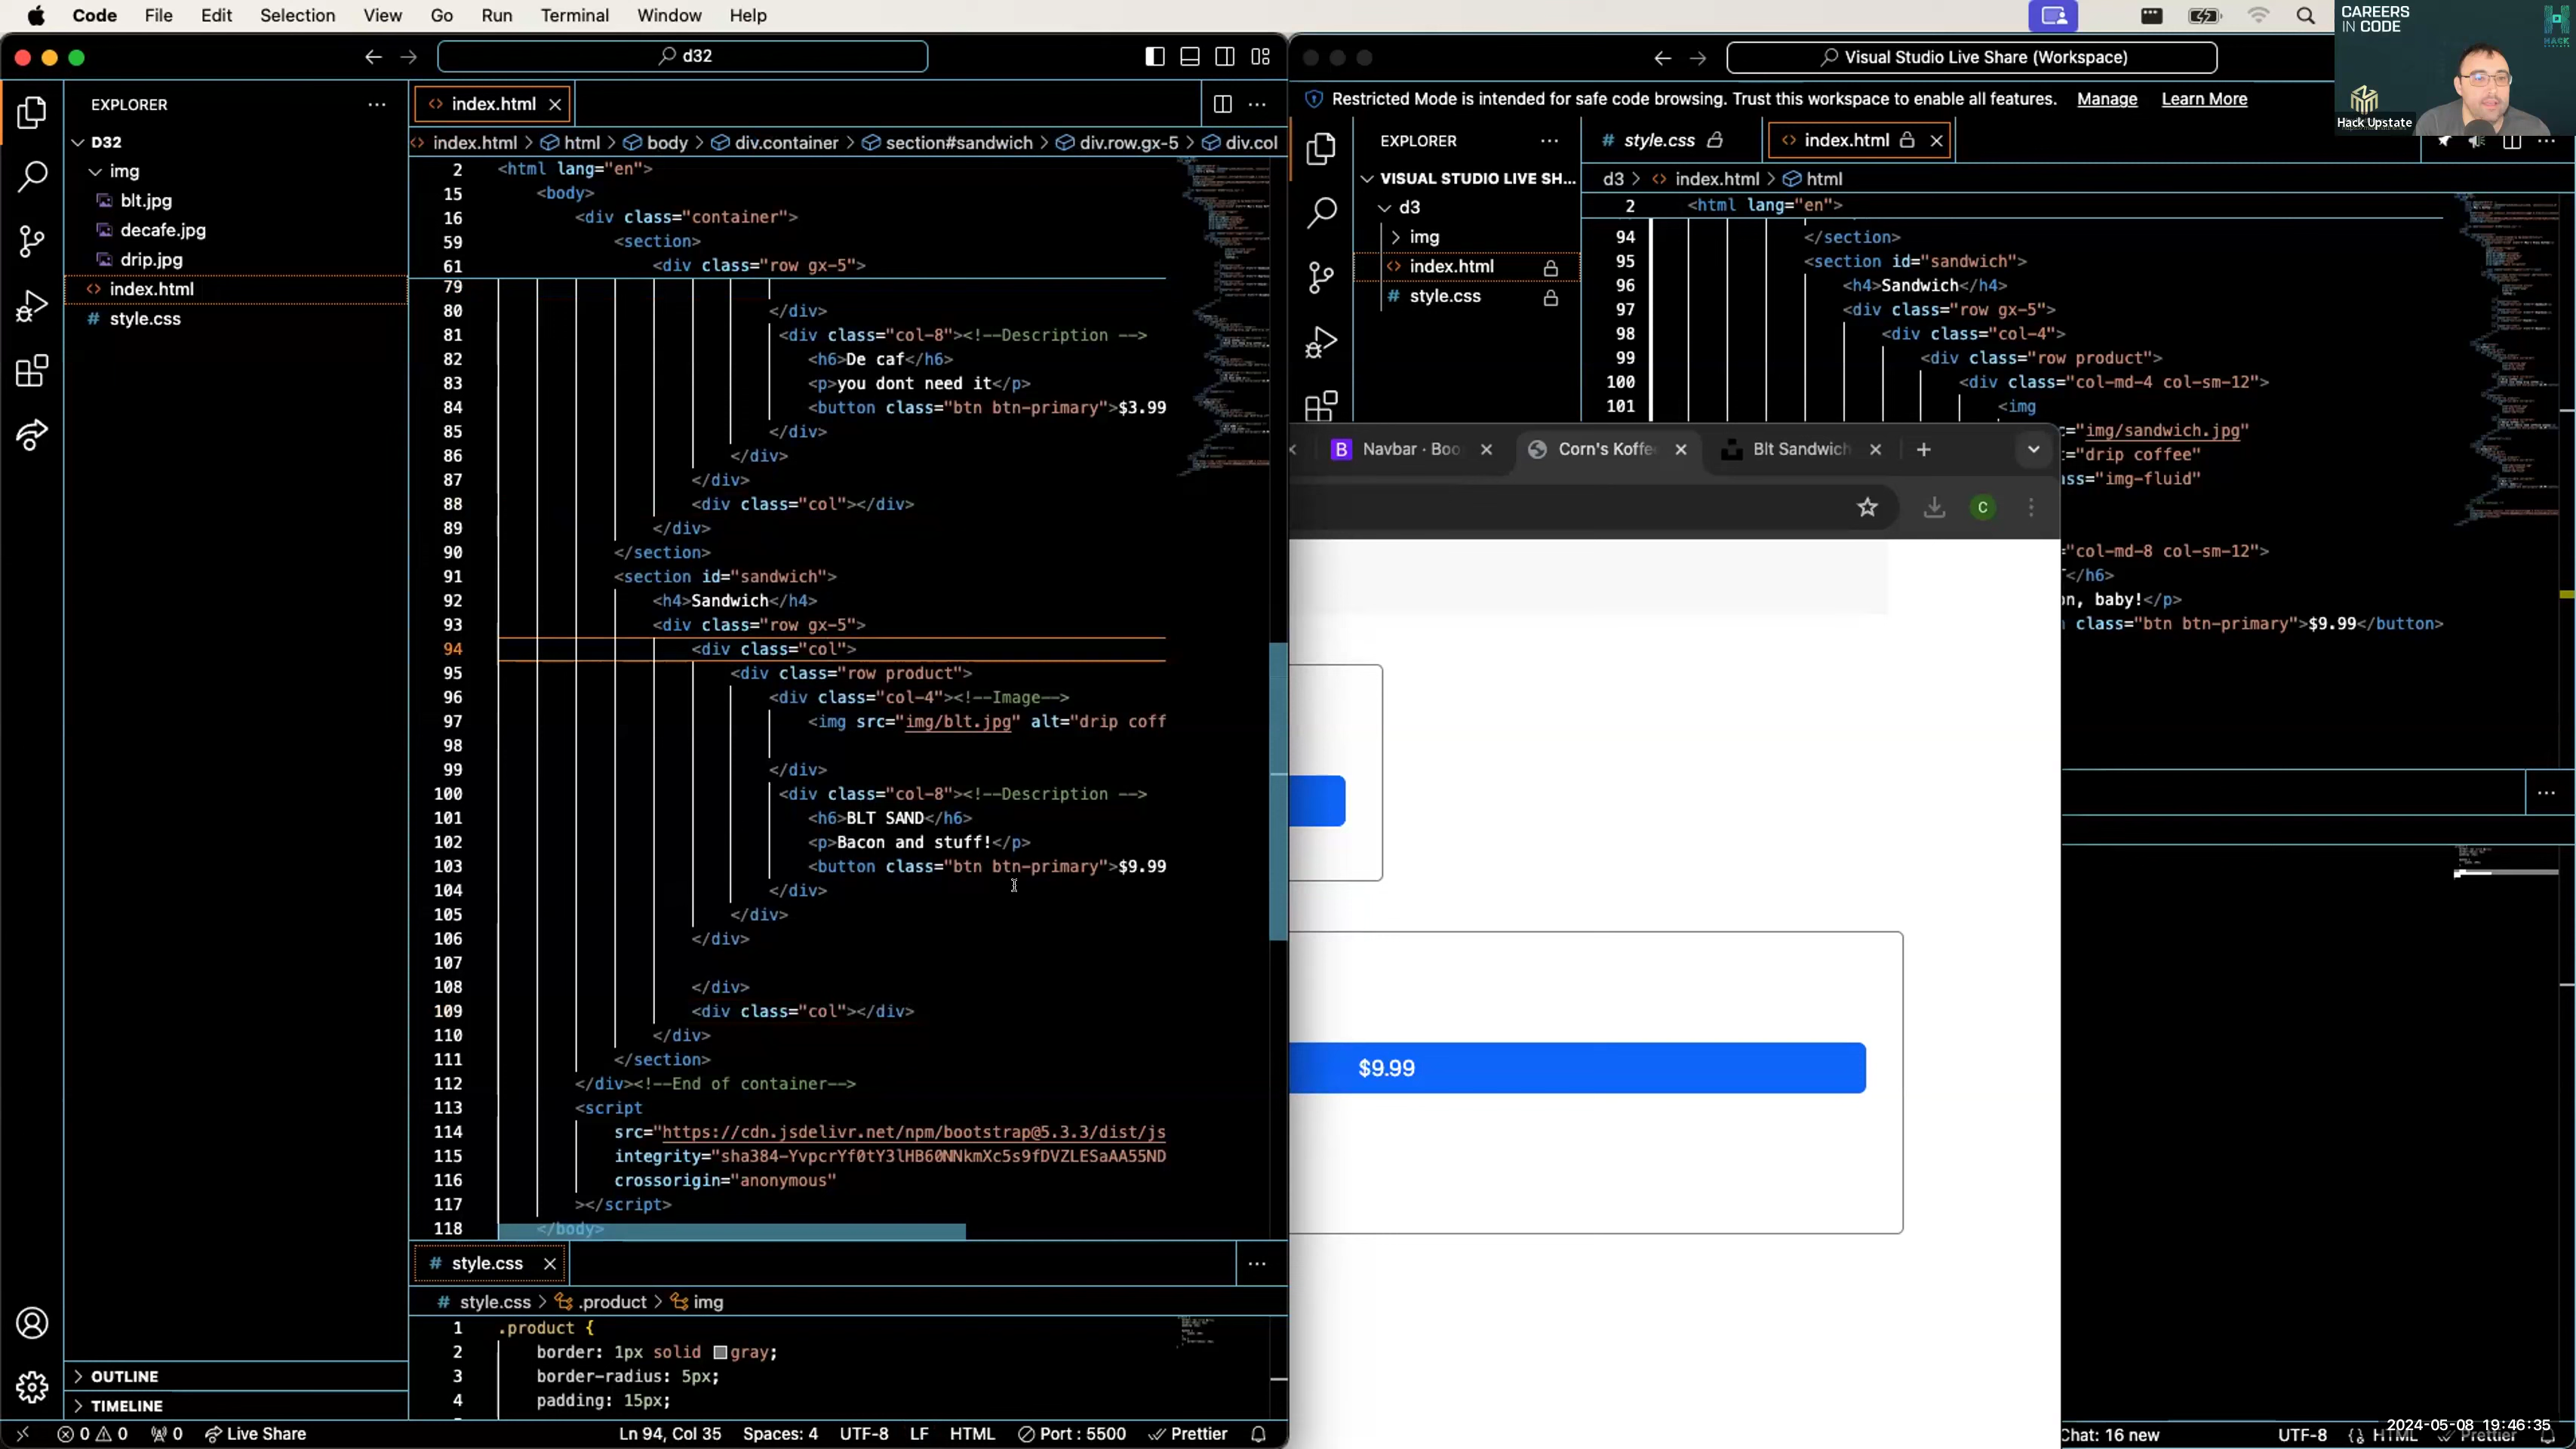 Code File Edit Selection View Go Run Terminal Window Help
CAREERS
IN CODE
HACK
Hack Upstate
d32
EXPLORER
D32
img
blt.jpg
decafe.jpg
drip.jpg
index.html
style.css
OUTLINE
TIMELINE
index.html
index.html > html > body > div.container > section#sandwich > div.row.gx-5 > div.col
2 <html lang="en">
15 <body>
16 <div class="container">
59 <section>
61 <div class="row gx-5">
79
80 </div>
81 <div class="col-8"><!--Description -->
82 <h6>De caf</h6>
83 <p>you dont need it</p>
84 <button class="btn btn-primary">$3.99
85 </div>
86 </div>
87 </div>
88 <div class="col"></div>
89 </div>
90 </section>
91 <section id="sandwich">
92 <h4>Sandwich</h4>
93 <div class="row gx-5">
94 <div class="col">
95 <div class="row product">
96 <div class="col-4"><!--Image-->
97 <img src="img/blt.jpg" alt="drip coff
98
99 </div>
100 <div class="col-8"><!--Description -->
101 <h6>BLT SAND</h6>
102 <p>Bacon and stuff!</p>
103 <button class="btn btn-primary">$9.99
104 </div>
105 </div>
106 </div>
107
108 </div>
109 <div class="col"></div>
110 </div>
111 </section>
112 </div><!--End of container-->
113 <script
114 src="https://cdn.jsdelivr.net/npm/bootstrap@5.3.3/dist/js
115 integrity="sha384-YvpcrYf0tY3lHB60NNkmXc5s9fDVZLESaAA55ND
116 crossorigin="anonymous"
117 ></script>
118 </body>
# style.css
# style.css > .product > img
1 .product {
2 border: 1px solid gray;
3 border-radius: 5px;
4 padding: 15px;
0 0 0 Live Share Ln 94, Col 35 Spaces: 4 UTF-8 LF HTML Port : 5500 Prettier
Visual Studio Live Share (Workspace)
Restricted Mode is intended for safe code browsing. Trust this workspace to enable all features. Manage Learn More
EXPLORER
VISUAL STUDIO LIVE SH...
d3
img
index.html
style.css
# style.css index.html
d3 > index.html > html
2 <html lang="en">
94 </section>
95 <section id="sandwich">
96 <h4>Sandwich</h4>
97 <div class="row gx-5">
98 <div class="col-4">
99 <div class="row product">
100 <div class="col-md-4 col-sm-12">
101 <img
="img/sandwich.jpg"
="drip coffee"
ss="img-fluid"
="col-md-8 col-sm-12">
</h6>
on, baby!</p>
class="btn btn-primary">$9.99</button>
Navbar · Boo Corn's Koffe Blt Sandwich
C
$9.99
2024-05-08 19:46:35
Chat: 16 new UTF-8 {} HTML Prettier